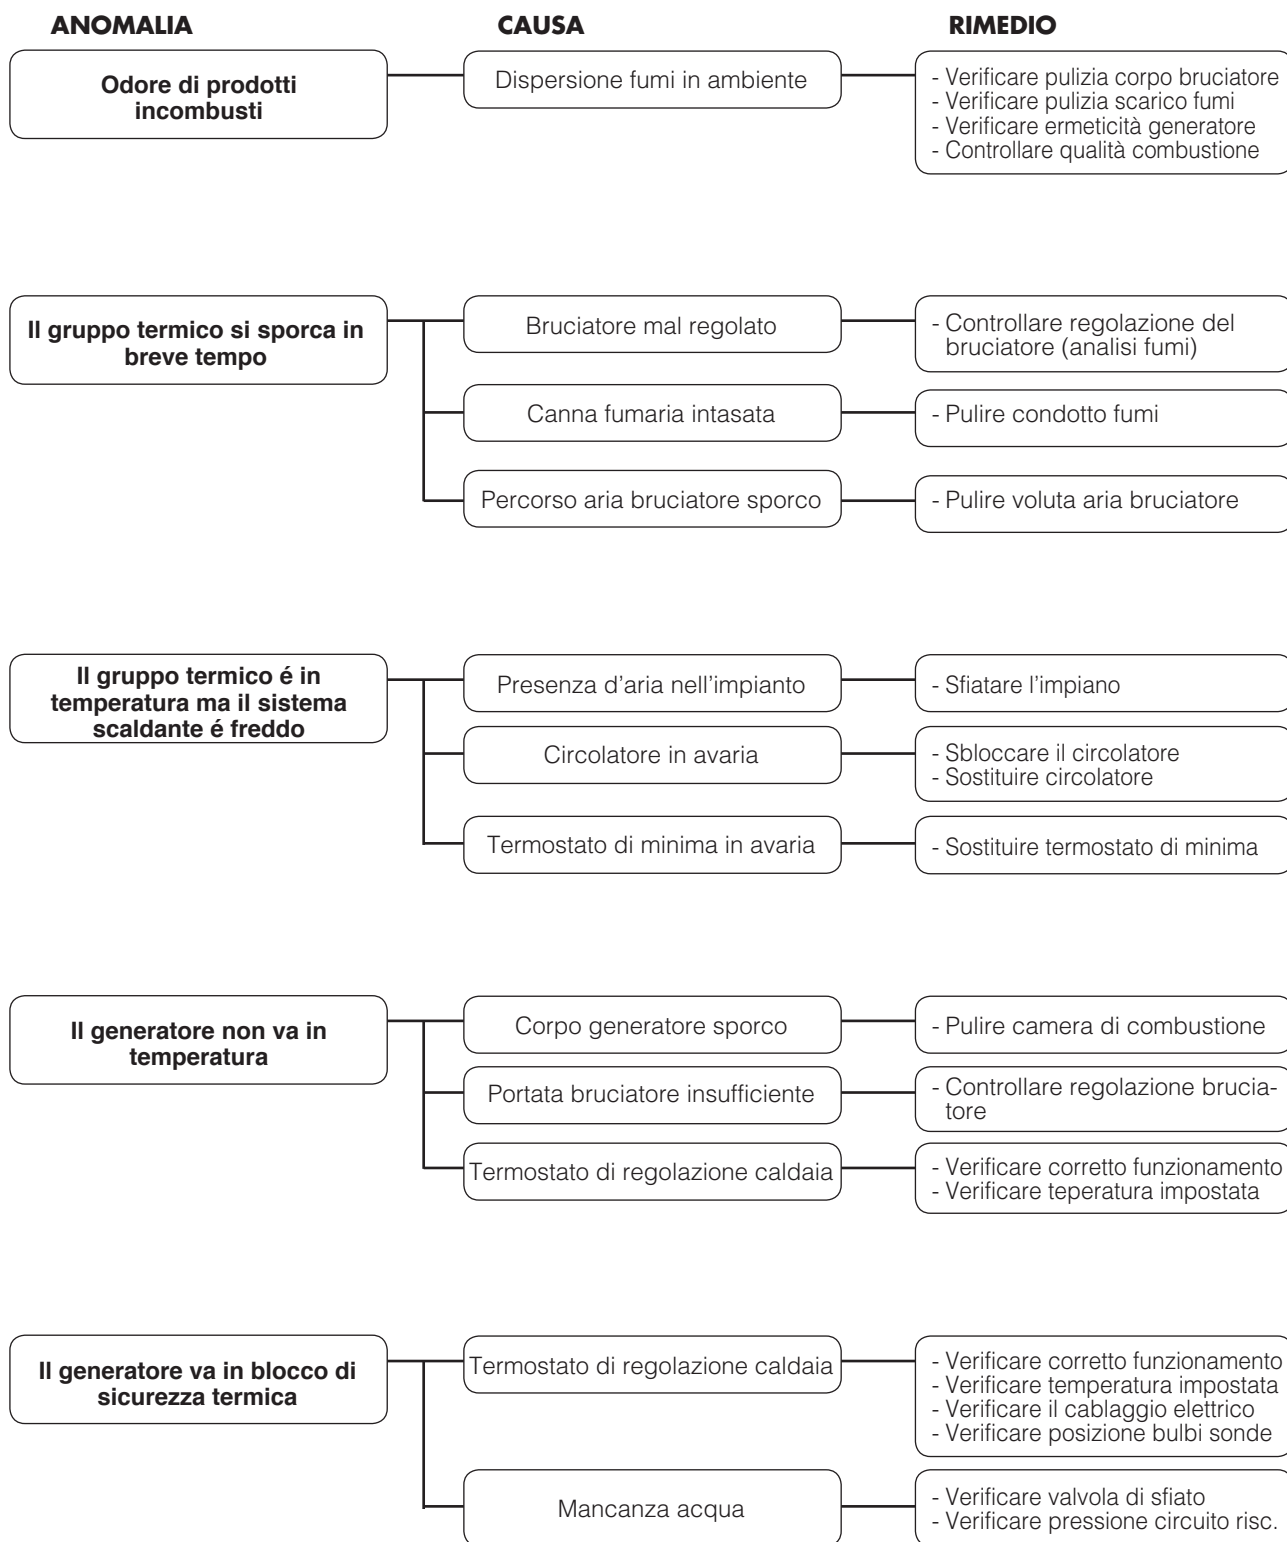 ANOMALIA CAUSA RIMEDIO
Odore di prodotti
incombusti
Dispersione fumi in ambiente
- Verificare pulizia corpo bruciatore
- Verificare pulizia scarico fumi
- Verificare ermeticità generatore
- Controllare qualità combustione
Il gruppo termico si sporca in
breve tempo
Bruciatore mal regolato
- Controllare regolazione del
bruciatore (analisi fumi)
Canna fumaria intasata
- Pulire condotto fumi
Percorso aria bruciatore sporco
- Pulire voluta aria bruciatore
Il gruppo termico é in
temperatura ma il sistema
scaldante é freddo
Presenza d'aria nell'impianto
- Sfiatare l'impiano
Circolatore in avaria
- Sbloccare il circolatore
- Sostituire circolatore
Termostato di minima in avaria
- Sostituire termostato di minima
Il generatore non va in
temperatura
Corpo generatore sporco
- Pulire camera di combustione
Portata bruciatore insufficiente
- Controllare regolazione brucia-
tore
Termostato di regolazione caldaia
- Verificare corretto funzionamento
- Verificare teperatura impostata
Il generatore va in blocco di
sicurezza termica
Termostato di regolazione caldaia
- Verificare corretto funzionamento
- Verificare temperatura impostata
- Verificare il cablaggio elettrico
- Verificare posizione bulbi sonde
Mancanza acqua
- Verificare valvola di sfiato
- Verificare pressione circuito risc.